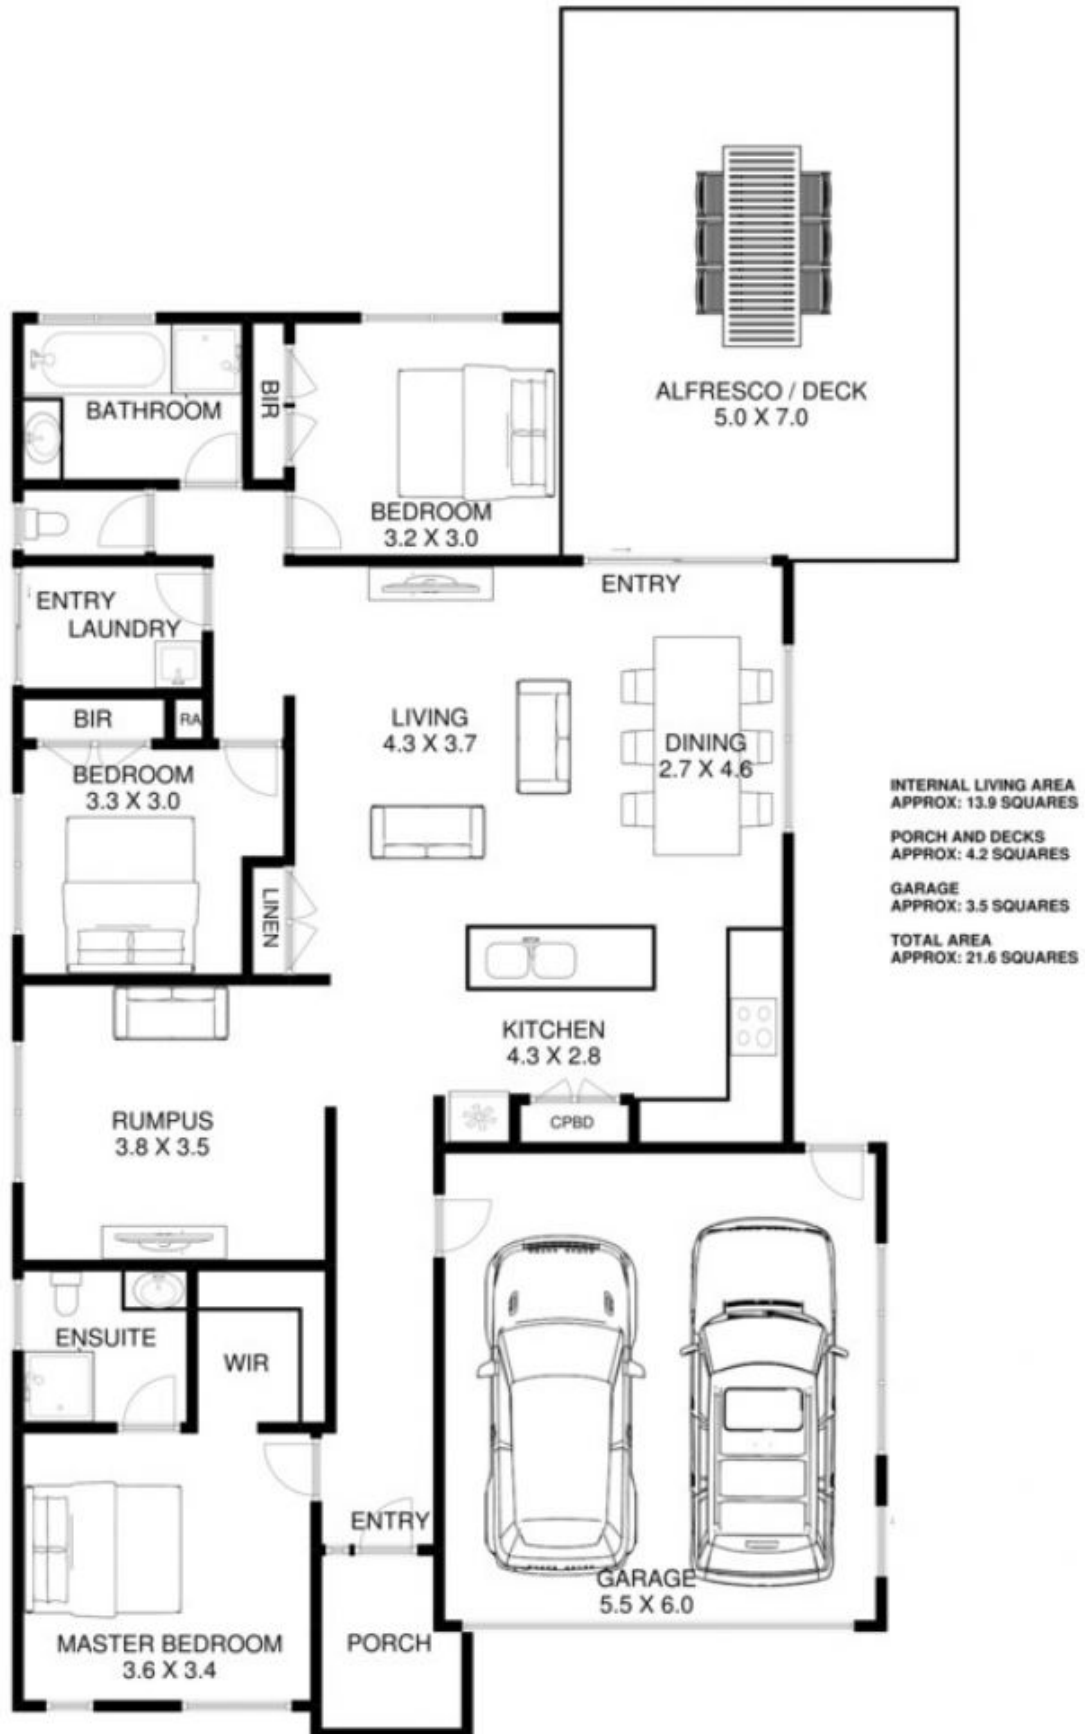 ALFRESCO / DECK
5.0 X 7.0
BATHROOM
BIR
BEDROOM
3.2 X 3.0
ENTRY
ENTRY
LAUNDRY
BIR
RA
LIVING
4.3 X 3.7
DINING
2.7 X 4.6
BEDROOM
3.3 X 3.0
INTERNAL LIVING AREA
APPROX: 13.9 SQUARES
PORCH AND DECKS
APPROX: 4.2 SQUARES
GARAGE
APPROX: 3.5 SQUARES
TOTAL AREA
APPROX: 21.6 SQUARES
LINEN
KITCHEN
4.3 X 2.8
CPBD
RUMPUS
3.8 X 3.5
ENSUITE
WIR
ENTRY
GARAGE
5.5 X 6.0
MASTER BEDROOM
3.6 X 3.4
PORCH